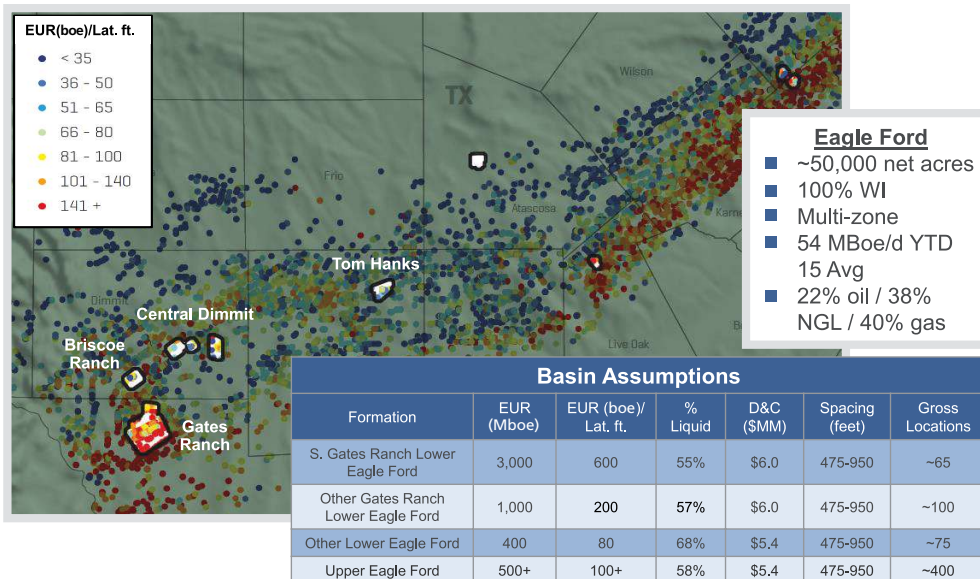 EUR(boe)/Lat. ft.
< 35
36 - 50
51 - 65
66 - 80
81 - 100
101 - 140
141 +
TX
Wilson
Frio
Atascosa
Dimmit
Live Oak
Tom Hanks
Central Dimmit
Briscoe
Ranch
Gates
Ranch
Eagle Ford
~50,000 net acres
100% WI
Multi-zone
54 MBoe/d YTD
15 Avg
22% oil / 38%
NGL / 40% gas
Basin Assumptions
Formation EUR (Mboe) EUR (boe)/ Lat. ft. % Liquid D&C ($MM) Spacing (feet) Gross Locations
S. Gates Ranch Lower Eagle Ford 3,000 600 55% $6.0 475-950 ~65
Other Gates Ranch Lower Eagle Ford 1,000 200 57% $6.0 475-950 ~100
Other Lower Eagle Ford 400 80 68% $5.4 475-950 ~75
Upper Eagle Ford 500+ 100+ 58% $5.4 475-950 ~400